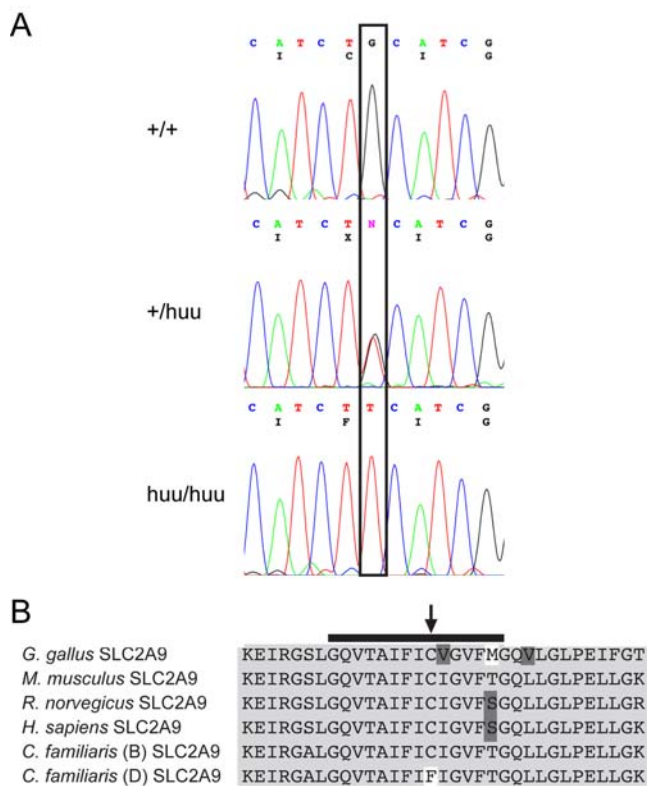 A
C A T C T G C A T C G
I C I G
+/+
C A T C T N C A T C G
I X I G
+/huu
C A T C T T C A T C G
I F I G
huu/huu
B
G. gallus SLC2A9 KEIRGSLGQVTAIFICVGVFMGQVLGLPEIFGT
M. musculus SLC2A9 KEIRGSLGQVTAIFICIGVFTGQLLGLPELLGK
R. norvegicus SLC2A9 KEIRGSLGQVTAIFICIGVFSGQLLGLPELLGR
H. sapiens SLC2A9 KEIRGSLGQVTAIFICIGVFSGQLLGLPELLGK
C. familiaris (B) SLC2A9 KEIRGALGQVTAIFICIGVFTGQLLGLPELLGK
C. familiaris (D) SLC2A9 KEIRGALGQVTAIFIFIGVFTGQLLGLPELLGK